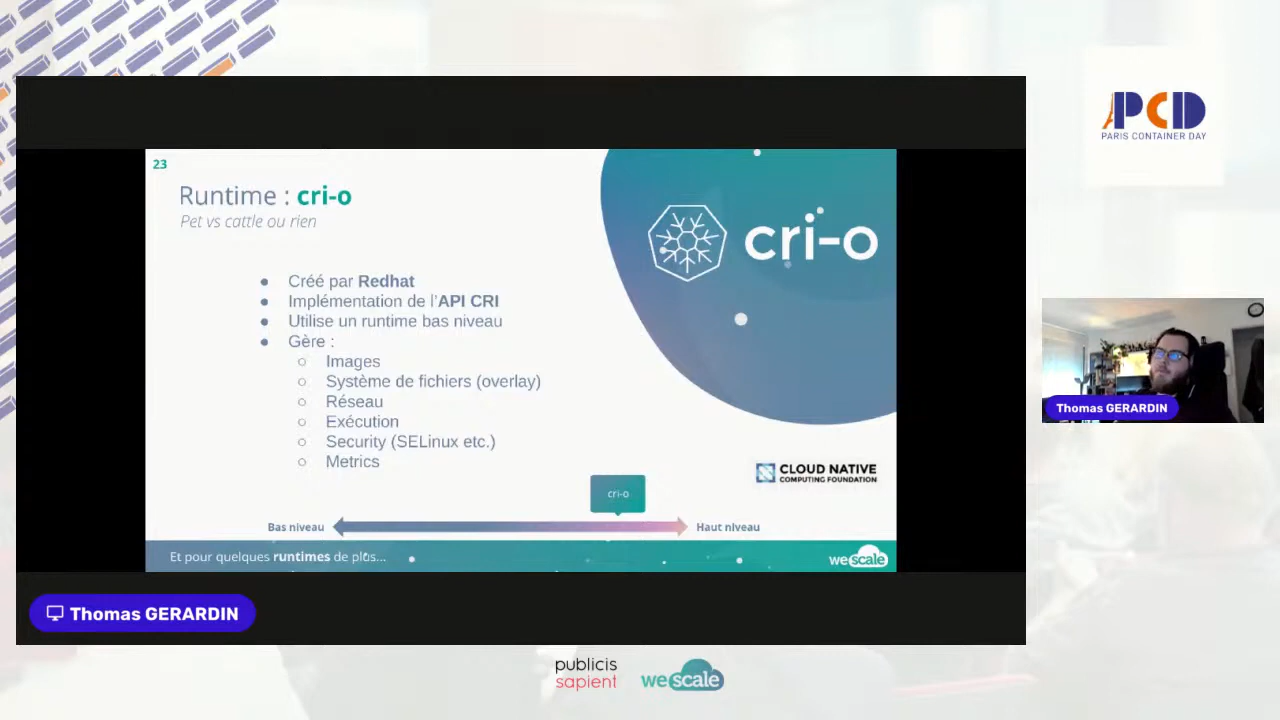 PCD
PARIS CONTAINER DAY
23
Runtime : cri-o
Pet vs cattle ou rien
cri-o
Créé par Redhat
Implémentation de l'API CRI
Utilise un runtime bas niveau
Gère :
Images
Système de fichiers (overlay)
Réseau
Exécution
Security (SELinux etc.)
Metrics
CLOUD NATIVE
COMPUTING FOUNDATION
cri-o
Bas niveau
Haut niveau
Et pour quelques runtimes de plus...
wescale
Thomas GERARDIN
Thomas GERARDIN
publicis
sapient
wescale